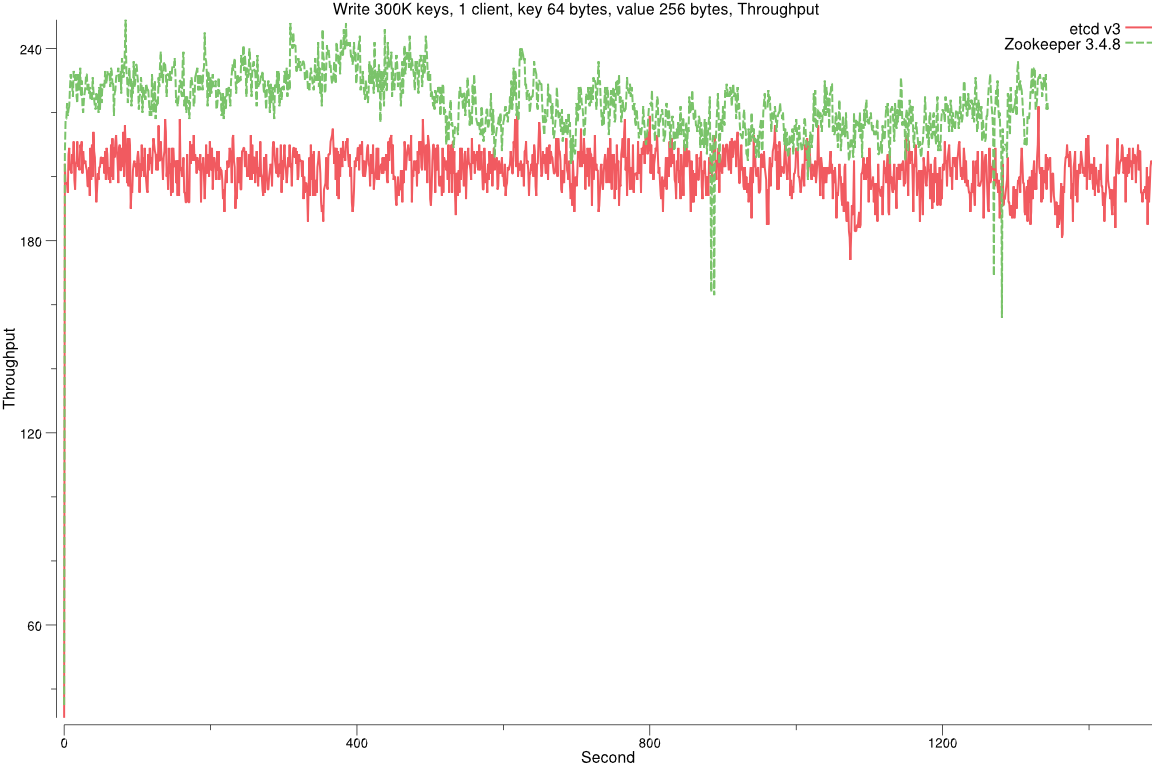 Write 300K keys, 1 client, key 64 bytes, value 256 bytes, Throughput
etcd v3
Zookeeper 3.4.8
240
180
120
60
Throughput
0
400
800
1200
Second